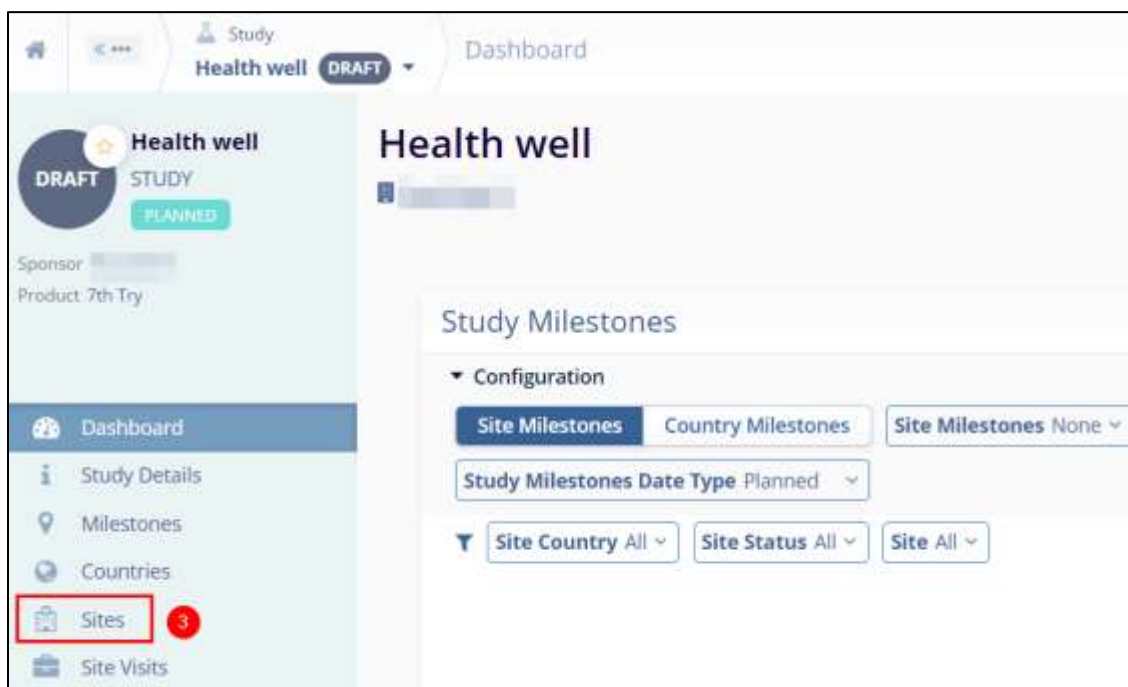 Study
Health well DRAFT
Dashboard
DRAFT
Health well
STUDY
PLANNED
Sponsor
Product 7th Try
Dashboard
Study Details
Milestones
Countries
Sites 3
Site Visits
Health well
Study Milestones
Configuration
Site Milestones Country Milestones Site Milestones None
Study Milestones Date Type Planned
Site Country All Site Status All Site All